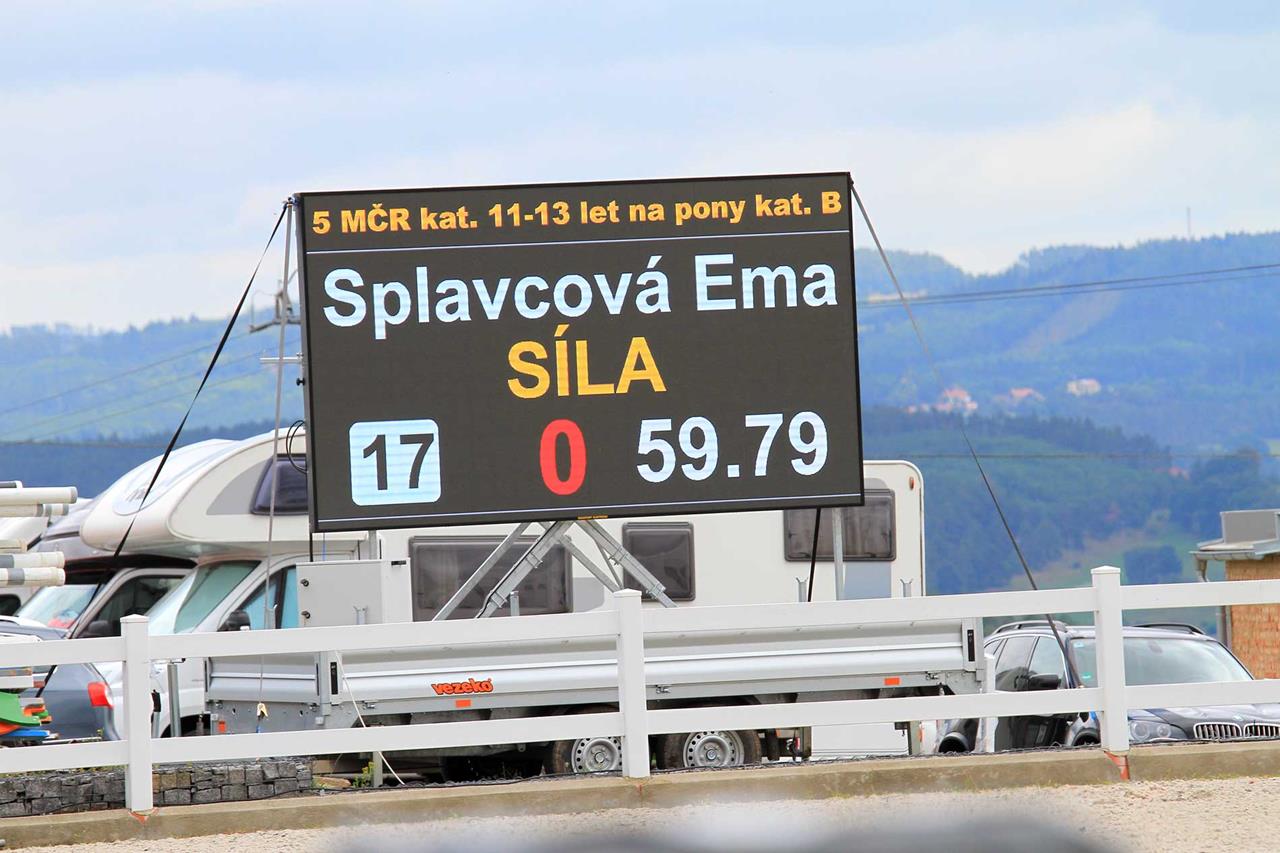 5 MČR kat. 11-13 let na pony kat. B
Splavcová Ema
SÍLA
17 0 59.79
vezeko